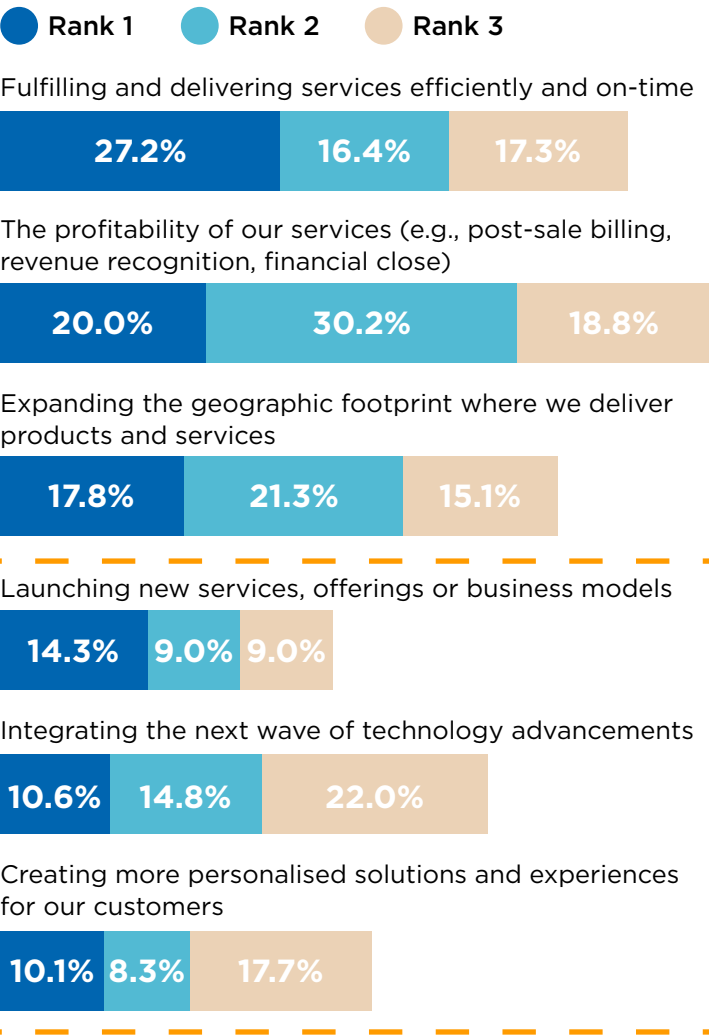 Rank 1 Rank 2 Rank 3
Fulfilling and delivering services efficiently and on-time
27.2% 16.4% 17.3%
The profitability of our services (e.g., post-sale billing,
revenue recognition, financial close)
20.0% 30.2% 18.8%
Expanding the geographic footprint where we deliver
products and services
17.8% 21.3% 15.1%
Launching new services, offerings or business models
14.3% 9.0% 9.0%
Integrating the next wave of technology advancements
10.6% 14.8% 22.0%
Creating more personalised solutions and experiences
for our customers
10.1% 8.3% 17.7%